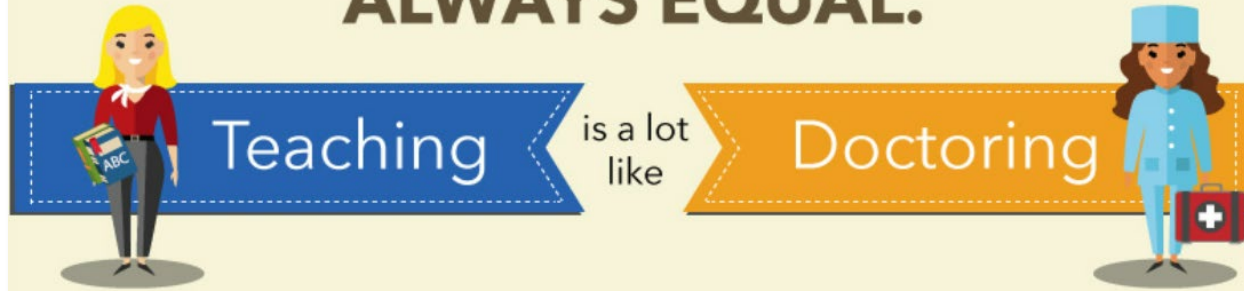 ALWAYS EQUAL.
Teaching
is a lot
like
Doctoring
ABC